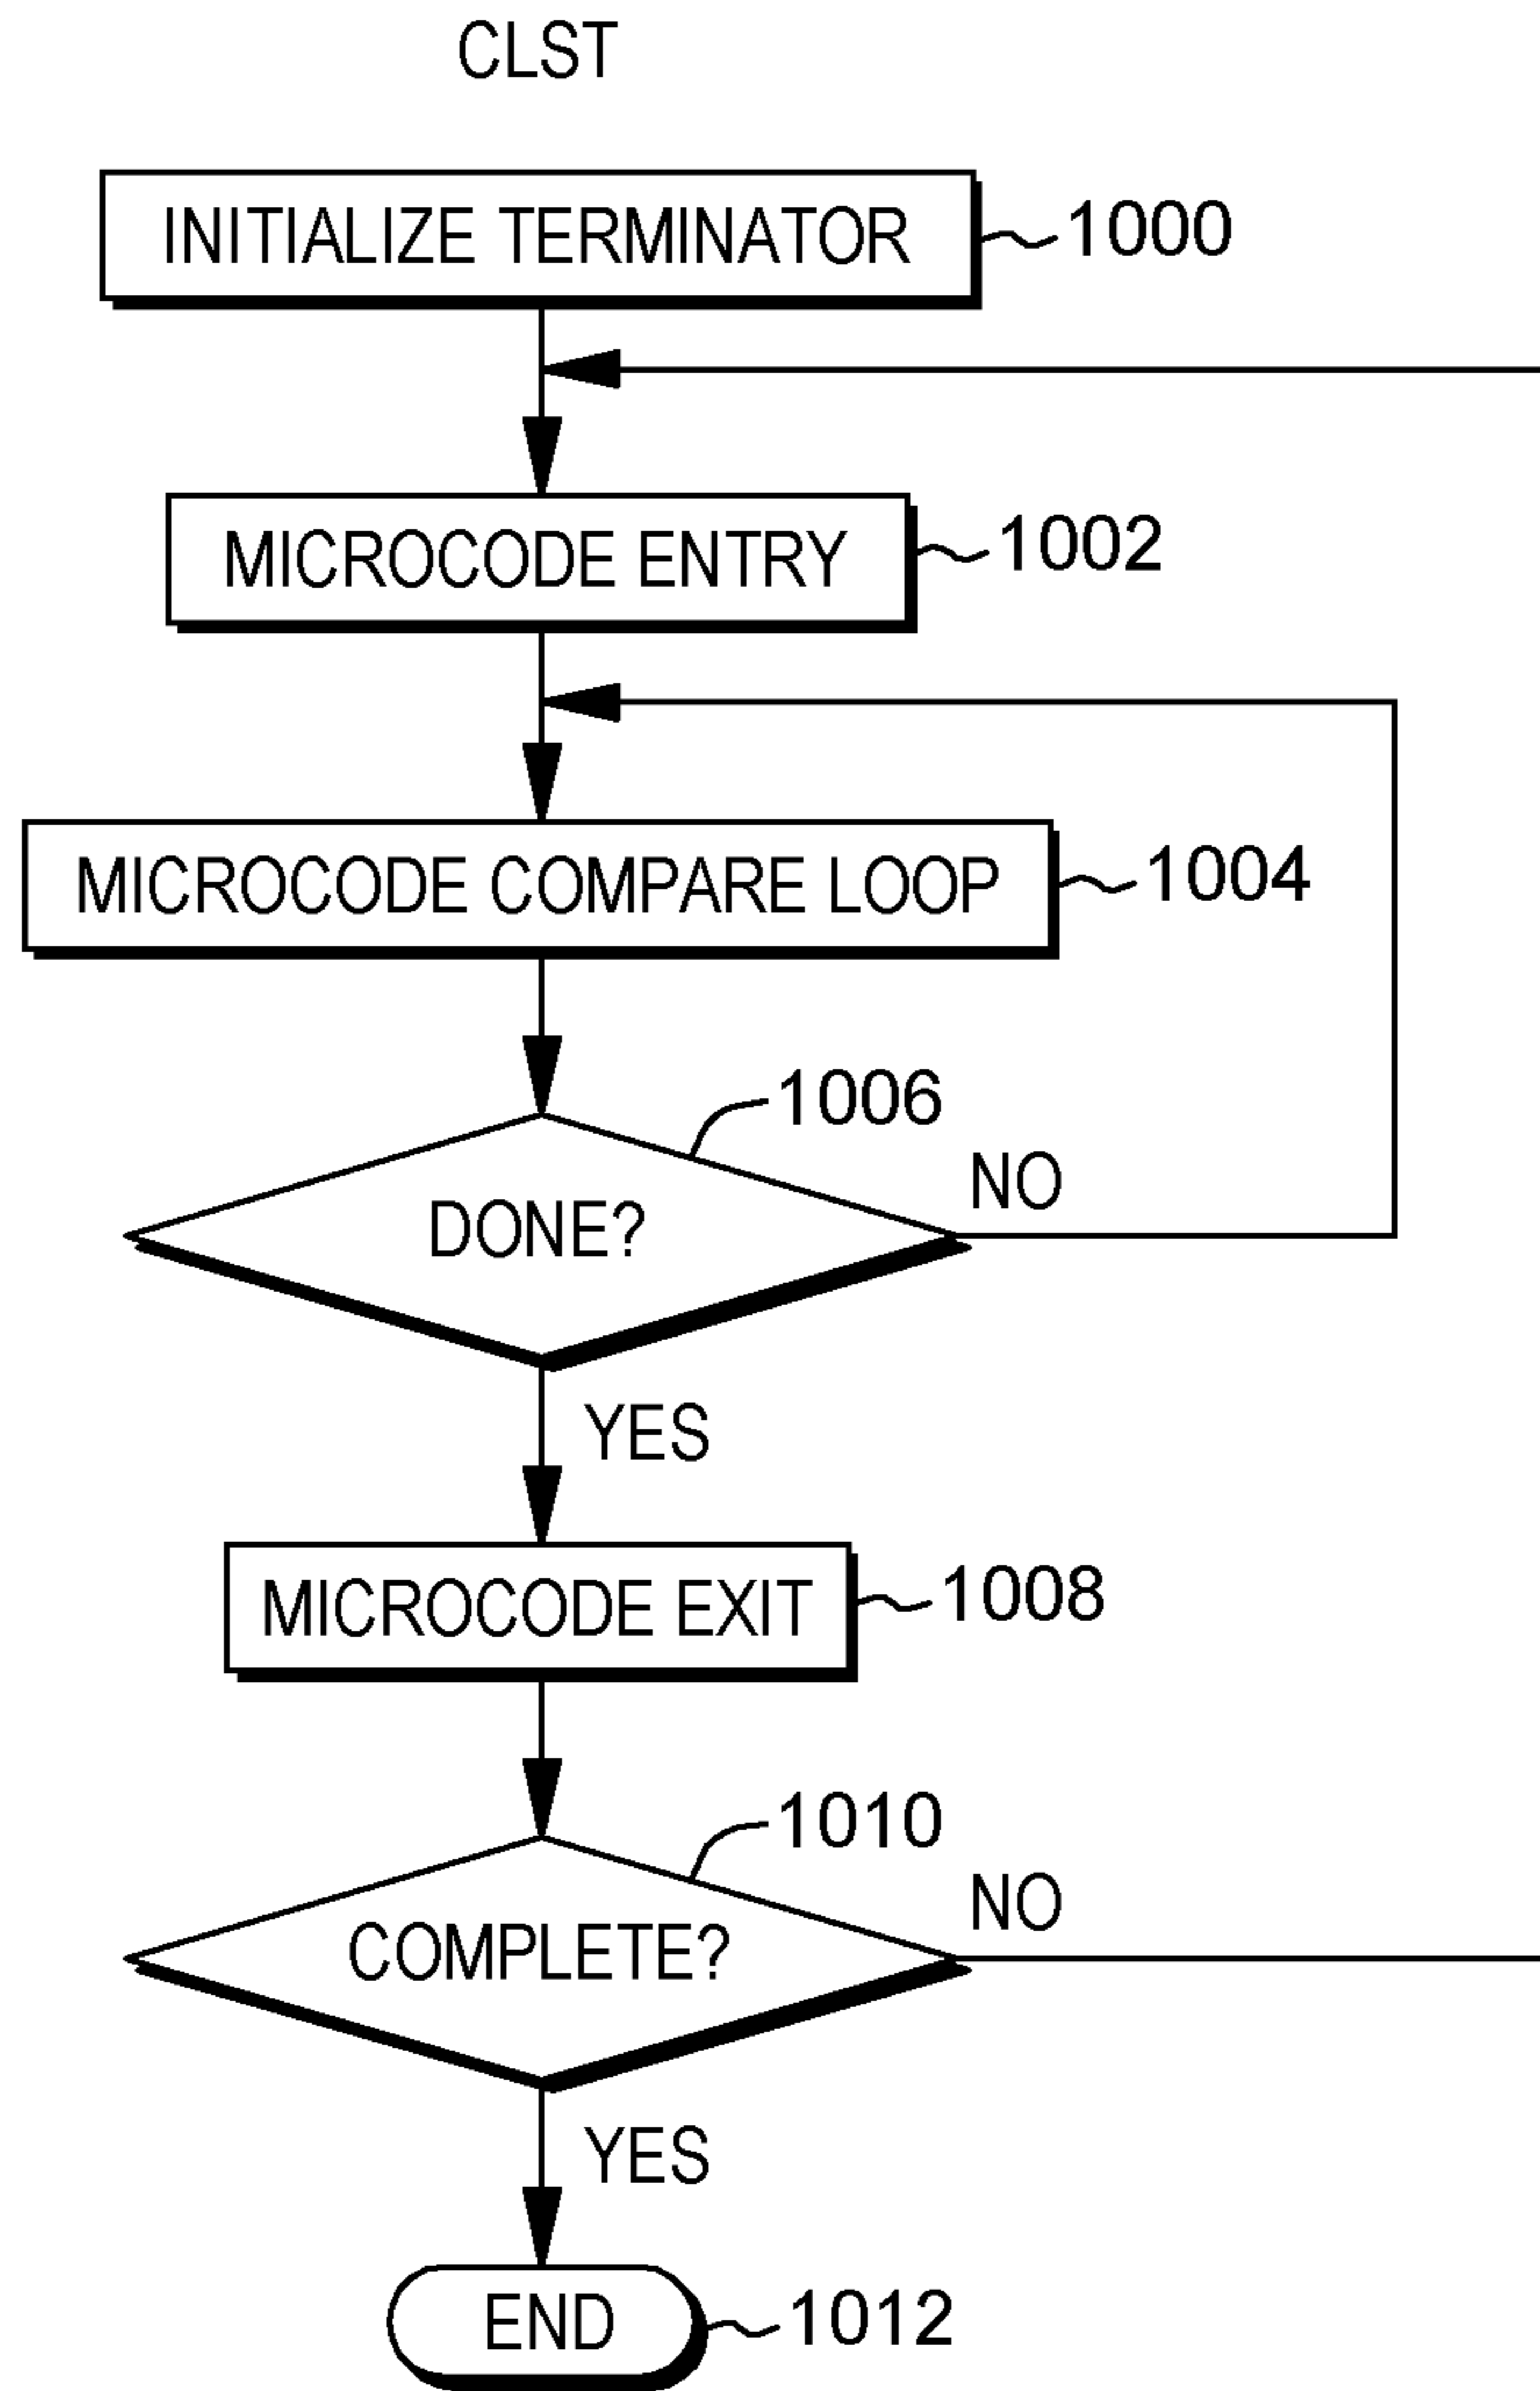 CLST
INITIALIZE TERMINATOR
1000
MICROCODE ENTRY
1002
MICROCODE COMPARE LOOP
1004
1006
DONE?
NO
YES
MICROCODE EXIT
1008
1010
COMPLETE?
NO
YES
END
1012